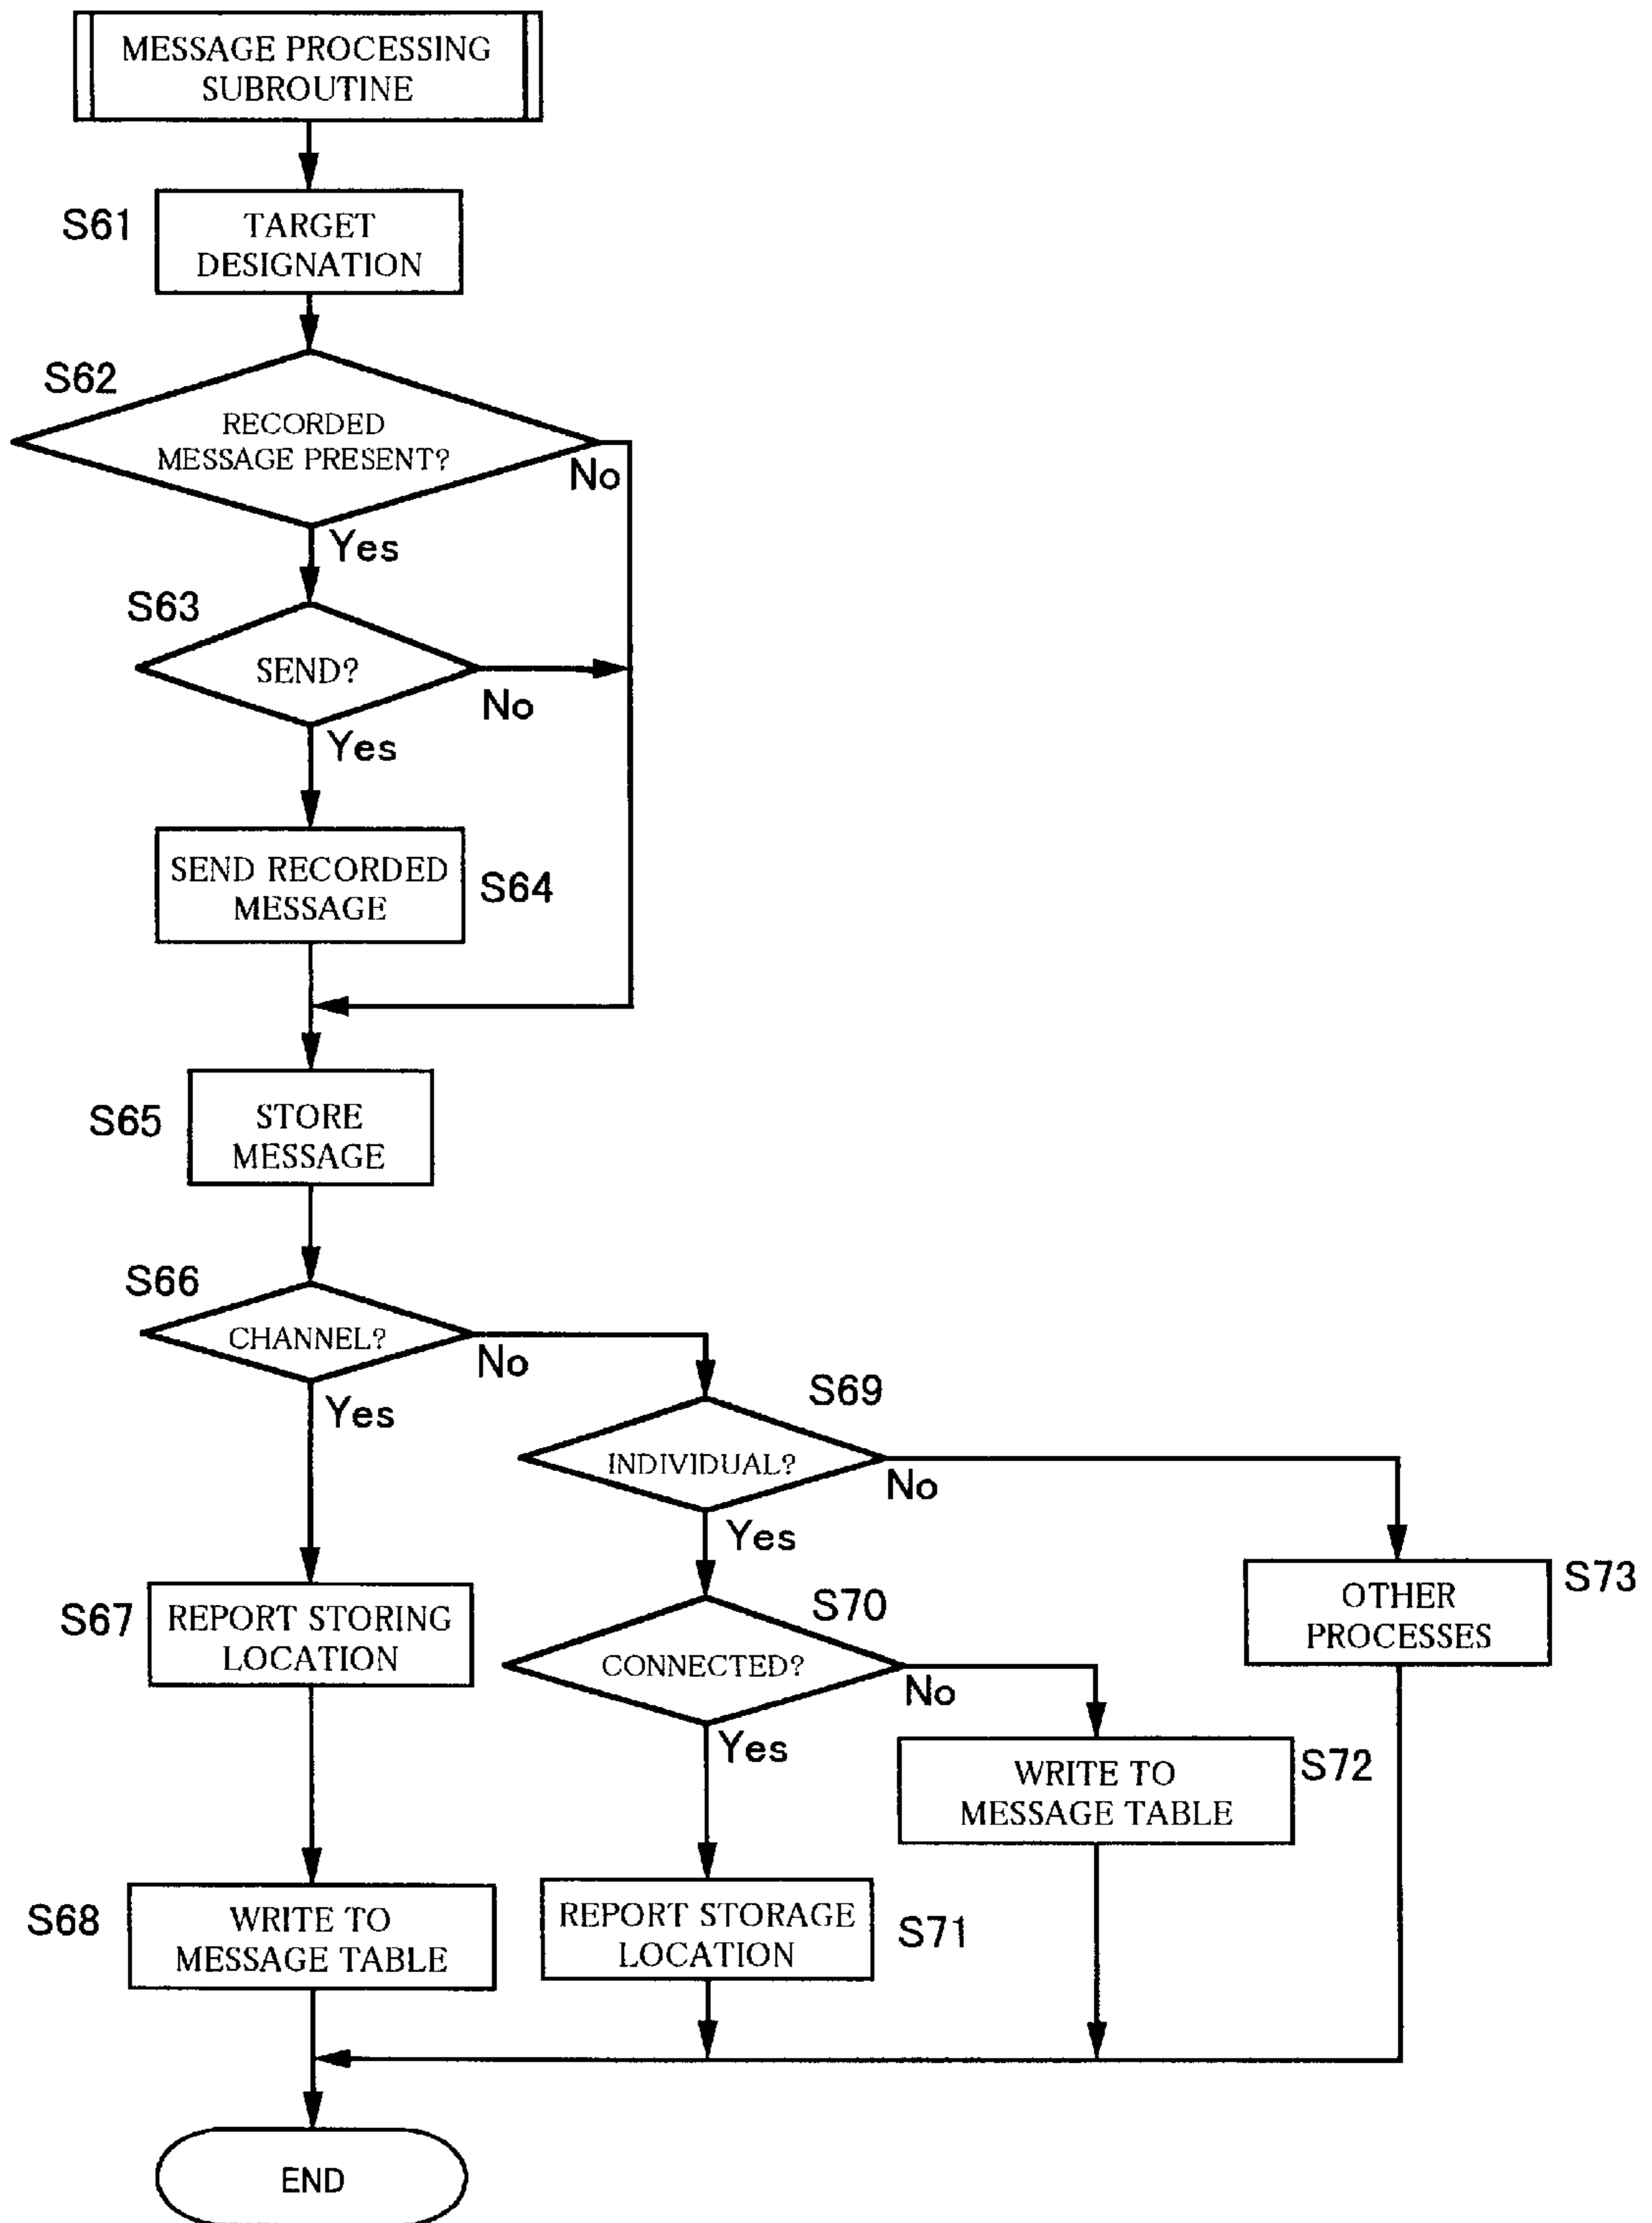 MESSAGE PROCESSING
SUBROUTINE
S61
TARGET
DESIGNATION
S62
RECORDED
MESSAGE PRESENT?
No
Yes
S63
SEND?
No
Yes
SEND RECORDED
MESSAGE
S64
S65
STORE
MESSAGE
S66
CHANNEL?
No
Yes
S69
INDIVIDUAL?
No
Yes
S67
REPORT STORING
LOCATION
S70
CONNECTED?
No
Yes
OTHER
PROCESSES
S73
WRITE TO
MESSAGE TABLE
S72
S68
WRITE TO
MESSAGE TABLE
REPORT STORAGE
LOCATION
S71
END